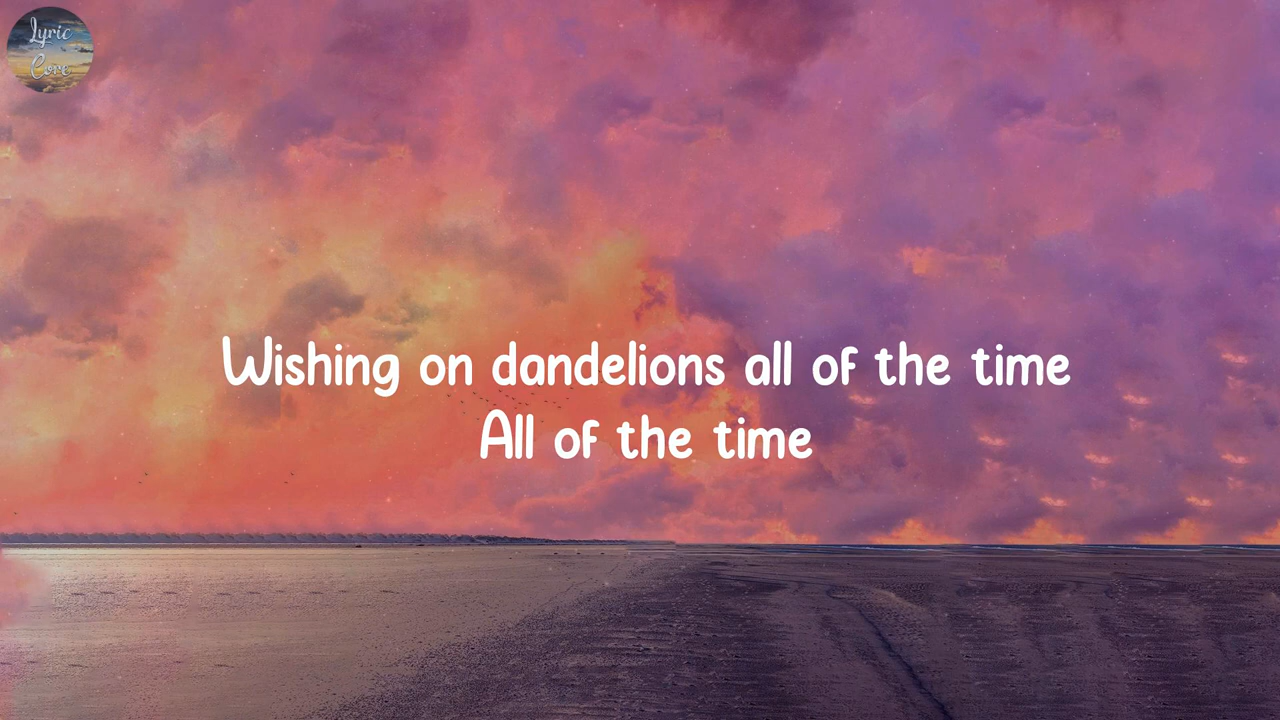 Lyric
Core
Wishing on dandelions all of the time
All of the time